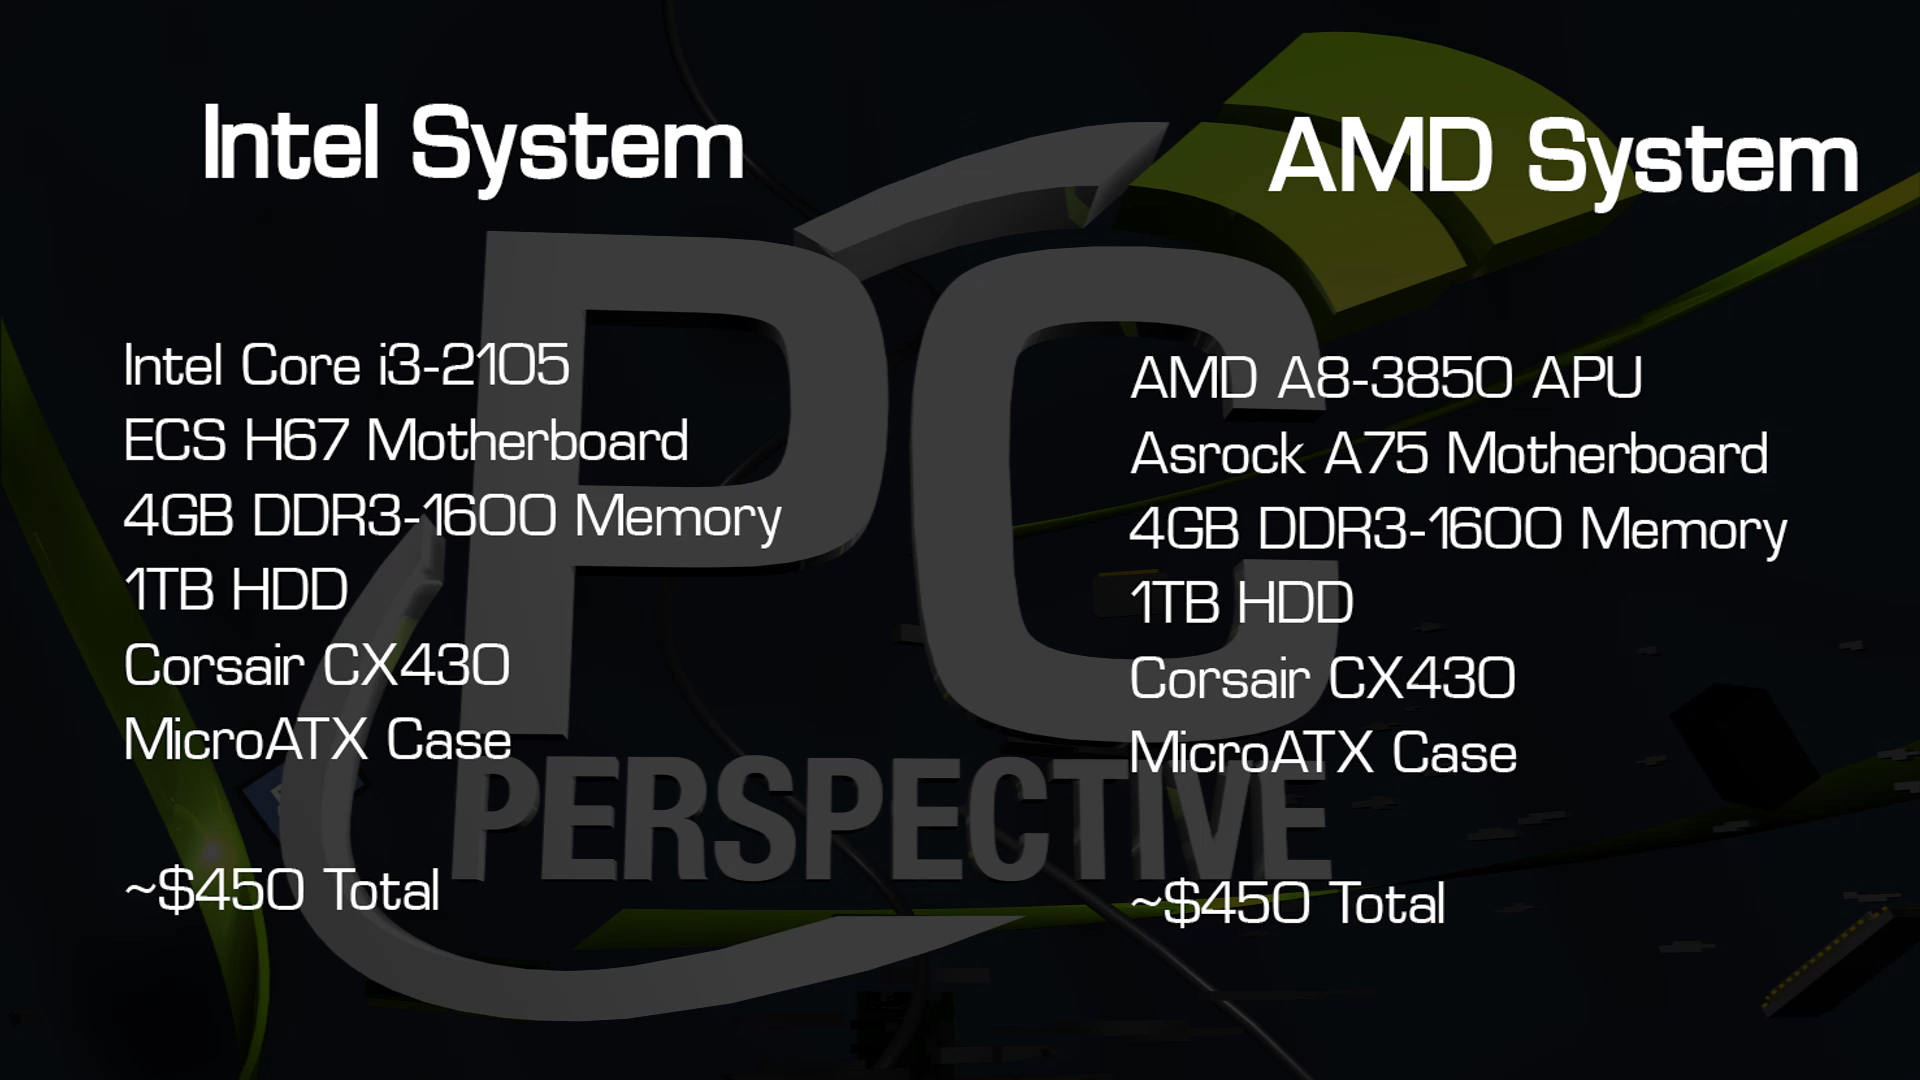 Intel System
Intel Core i3-2105
ECS H67 Motherboard
4GB DDR3-1600 Memory
1TB HDD
Corsair CX430
MicroATX Case
~$450 Total
AMD System
AMD A8-3850 APU
Asrock A75 Motherboard
4GB DDR3-1600 Memory
1TB HDD
Corsair CX430
MicroATX Case
~$450 Total
PC
PERSPECTIVE